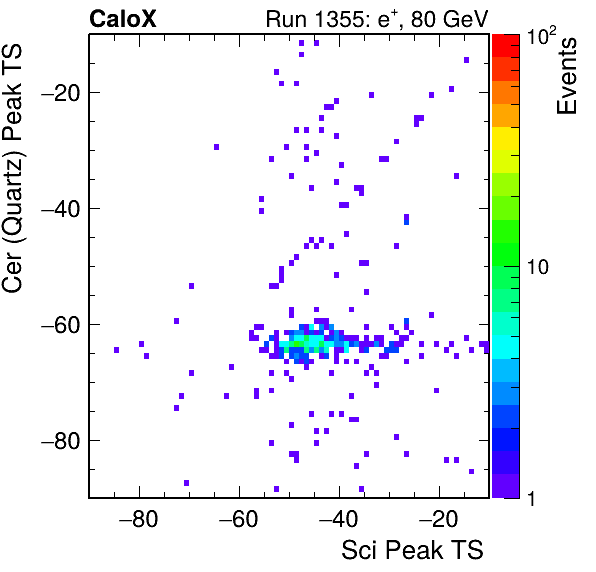 CaloX Run 1355: e⁺, 80 GeV
Cer (Quartz) Peak TS
−20
−40
−60
−80
−80 −60 −40 −20
Sci Peak TS
10²
10
1
Events